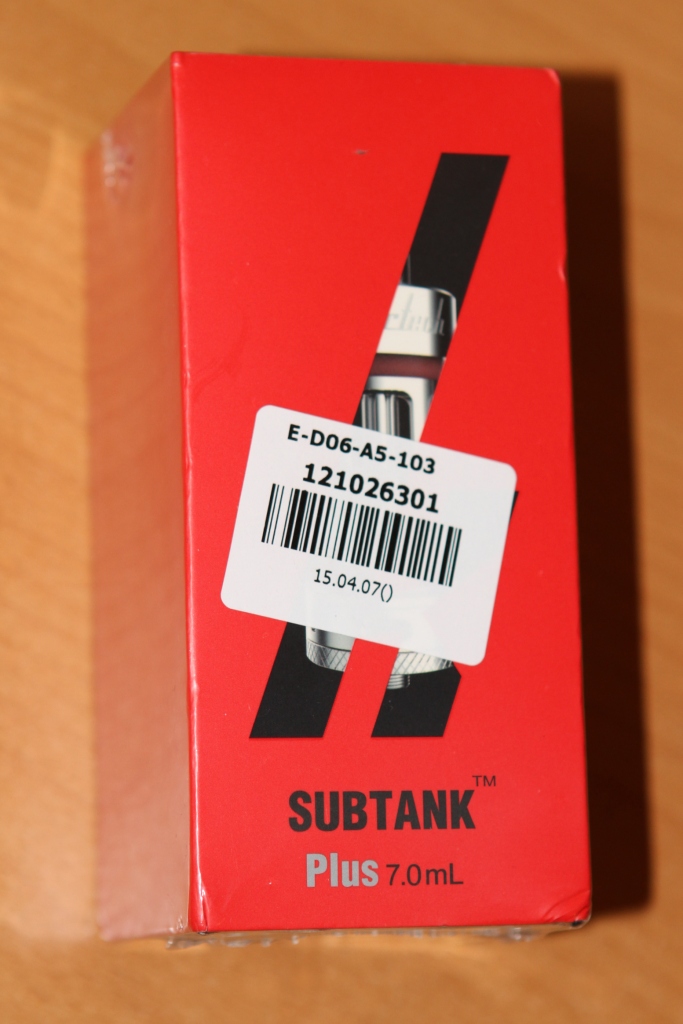 E-D06-A5-103
121026301
15.04.07()
SUBTANK™
Plus 7.0mL